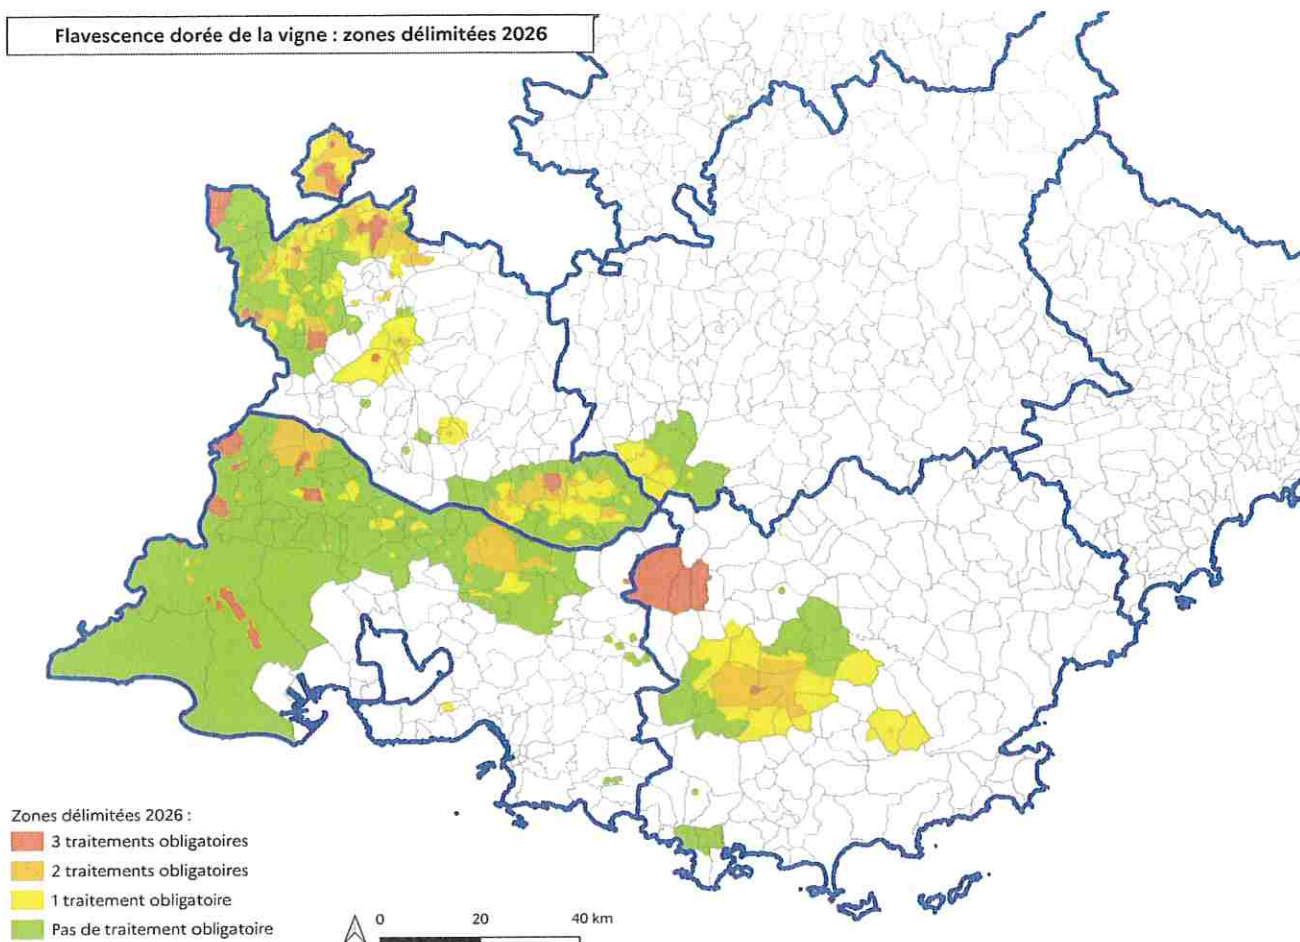 Flavescence dorée de la vigne : zones délimitées 2026
Zones délimitées 2026 :
3 traitements obligatoires
2 traitements obligatoires
1 traitement obligatoire
Pas de traitement obligatoire
0 20 40 km